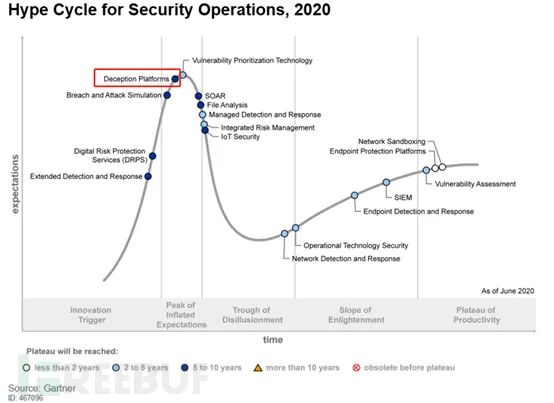 Hype Cycle for Security Operations, 2020
Vulnerability Prioritization Technology
Deception Platforms
Breach and Attack Simulation
SOAR
File Analysis
Managed Detection and Response
Integrated Risk Management
IoT Security
Digital Risk Protection
Services (DRPS)
Extended Detection and Response
Network Sandboxing
Endpoint Protection Platforms
Vulnerability Assessment
SIEM
Endpoint Detection and Response
Operational Technology Security
Network Detection and Response
expectations
As of June 2020
Innovation
Trigger
Peak of
Inflated
Expectations
Trough of
Disillusionment
Slope of
Enlightenment
Plateau of
Productivity
time
Plateau will be reached:
less than 2 years
2 to 5 years
5 to 10 years
more than 10 years
obsolete before plateau
FREEBUF
Source: Gartner
ID: 467096